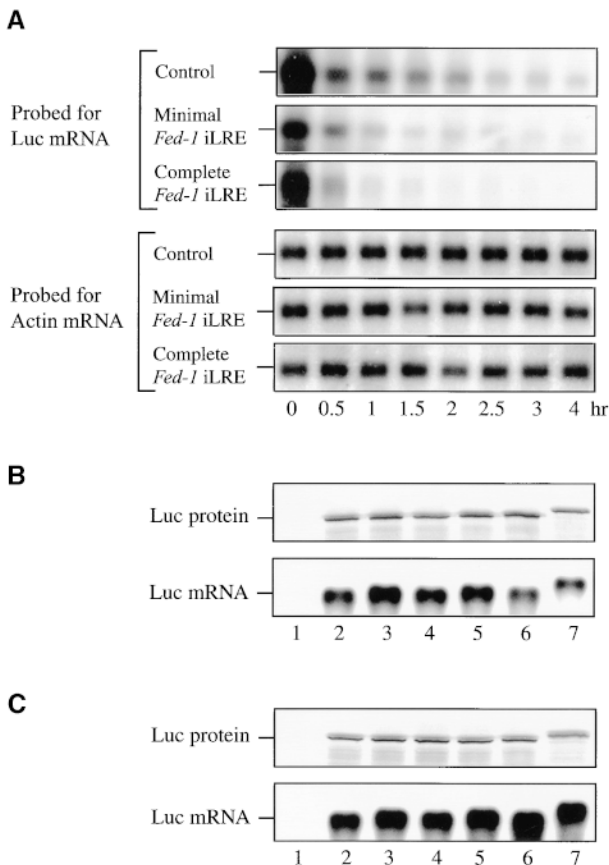 A
Probed for
Luc mRNA
Control
Minimal
Fed-1 iLRE
Complete
Fed-1 iLRE
Probed for
Actin mRNA
Control
Minimal
Fed-1 iLRE
Complete
Fed-1 iLRE
0 0.5 1 1.5 2 2.5 3 4 hr
B
Luc protein
Luc mRNA
1 2 3 4 5 6 7
C
Luc protein
Luc mRNA
1 2 3 4 5 6 7